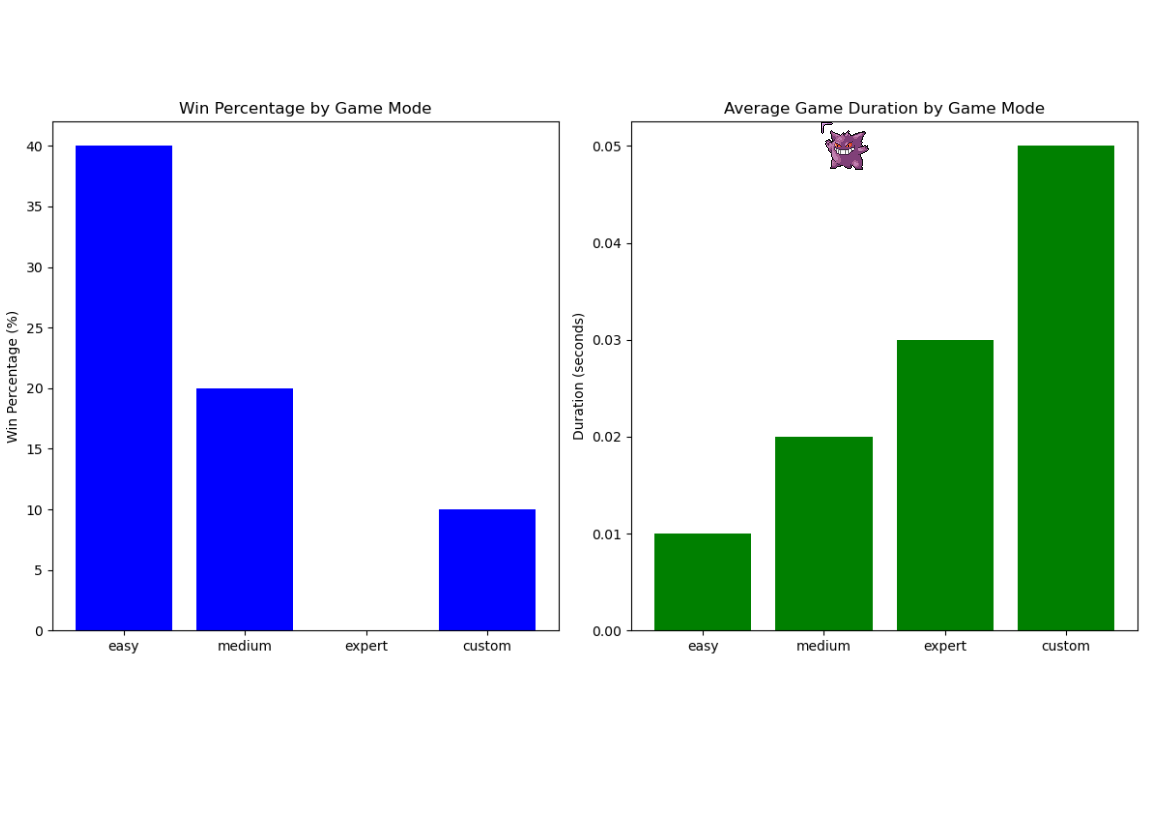 Win Percentage by Game Mode
Win Percentage (%)
40
35
30
25
20
15
10
5
0
easy
medium
expert
custom
Average Game Duration by Game Mode
Duration (seconds)
0.05
0.04
0.03
0.02
0.01
0.00
easy
medium
expert
custom